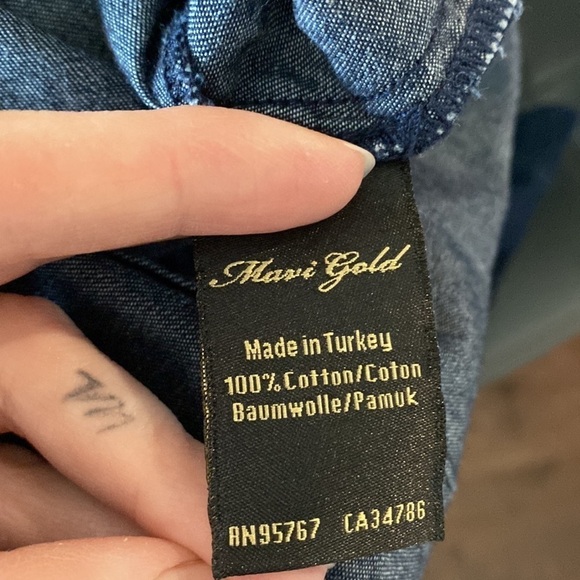 Mavi Gold
Made in Turkey
100% Cotton/Coton
Baumwolle/Pamuk
RN95767 CA34786